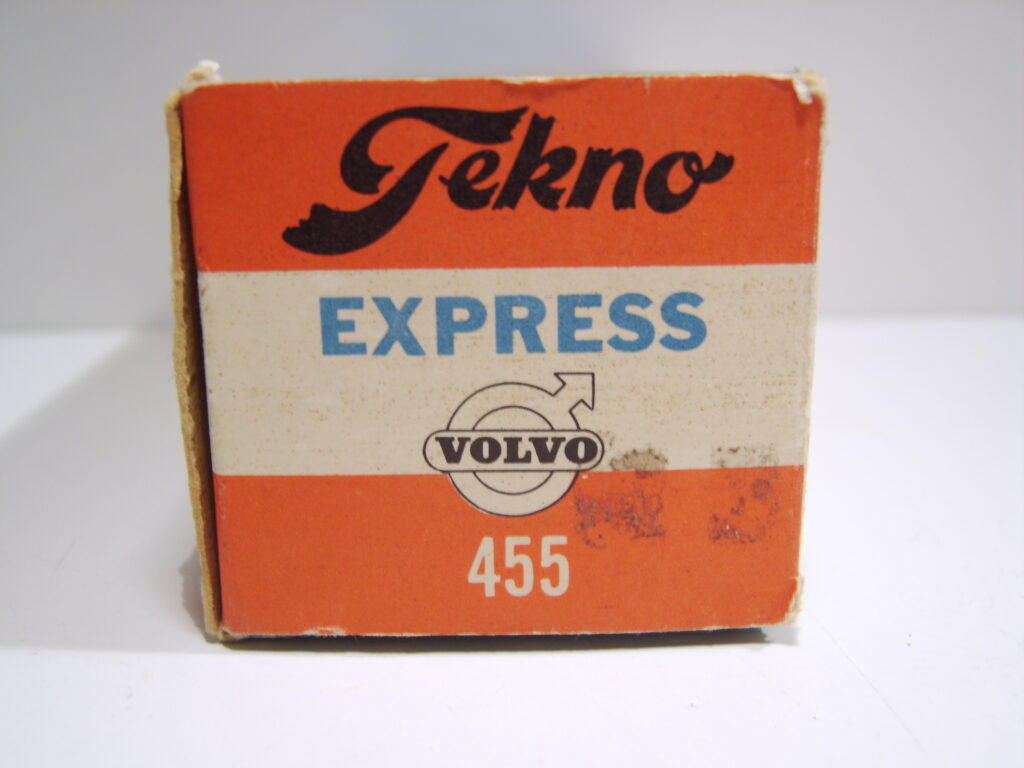 Tekno
EXPRESS
VOLVO
455